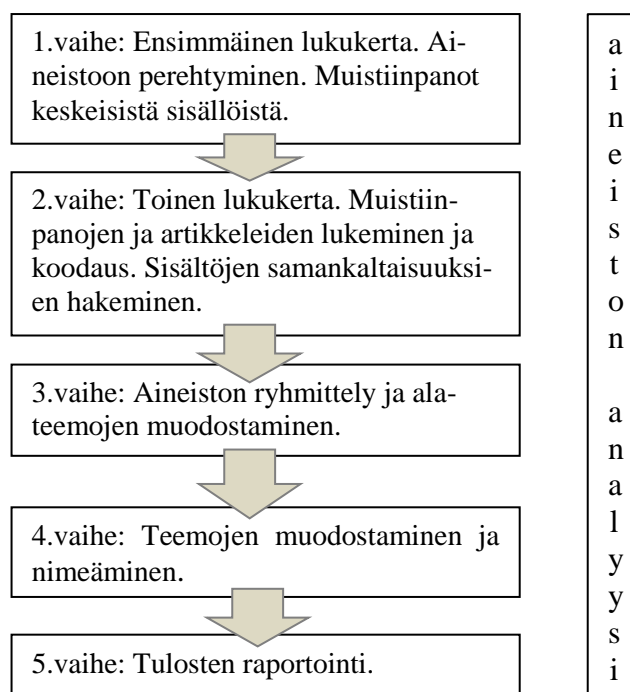 1.vaihe: Ensimmäinen lukukerta. Ai-
neistoon perehtyminen. Muistiinpanot
keskeisistä sisällöistä.
2.vaihe: Toinen lukukerta. Muistiin-
panojen ja artikkeleiden lukeminen ja
koodaus. Sisältöjen samankaltaisuuksi-
en hakeminen.
3.vaihe: Aineiston ryhmittely ja ala-
teemojen muodostaminen.
4.vaihe: Teemojen muodostaminen ja
nimeäminen.
5.vaihe: Tulosten raportointi.
a
i
n
e
i
s
t
o
n
a
n
a
l
y
y
s
i